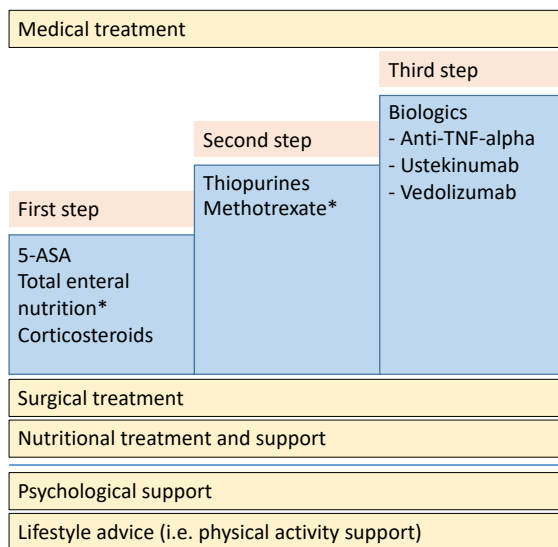 Medical treatment
Third step
Biologics
- Anti-TNF-alpha
- Ustekinumab
- Vedolizumab
Second step
Thiopurines
Methotrexate*
First step
5-ASA
Total enteral
nutrition*
Corticosteroids
Surgical treatment
Nutritional treatment and support
Psychological support
Lifestyle advice (i.e. physical activity support)